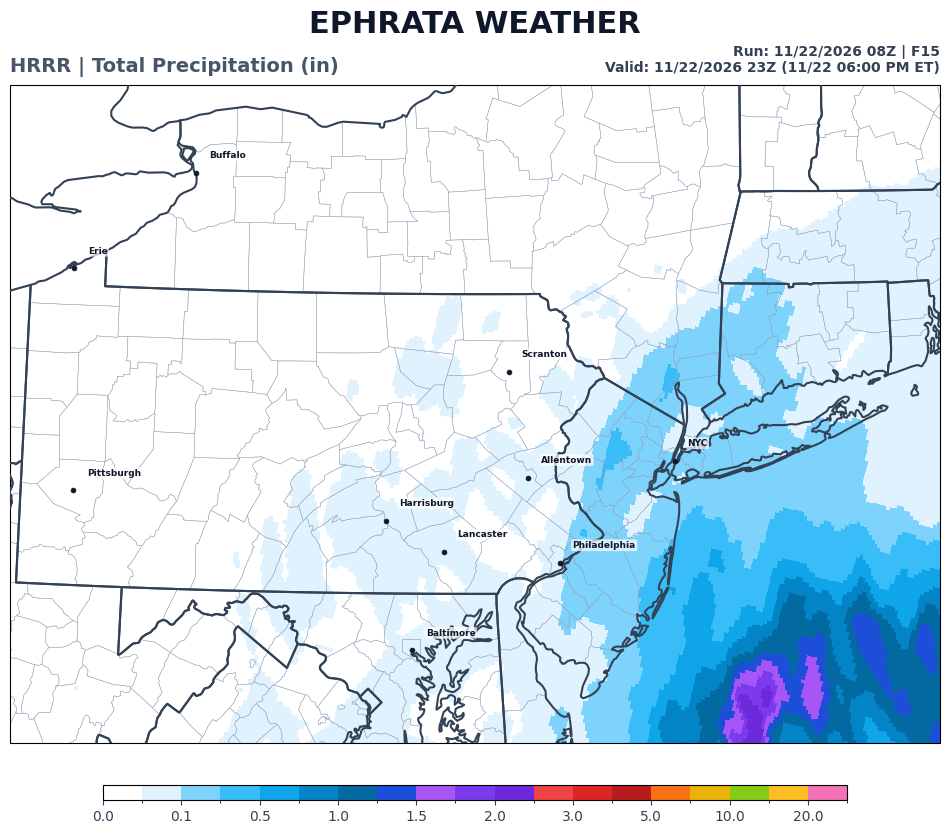 EPHRATA WEATHER
HRRR | Total Precipitation (in)
Run: 11/22/2026 08Z | F15
Valid: 11/22/2026 23Z (11/22 06:00 PM ET)
Buffalo
Erie
Scranton
NYC
Allentown
Pittsburgh
Harrisburg
Lancaster
Philadelphia
Baltimore
0.0 0.1 0.5 1.0 1.5 2.0 3.0 5.0 10.0 20.0